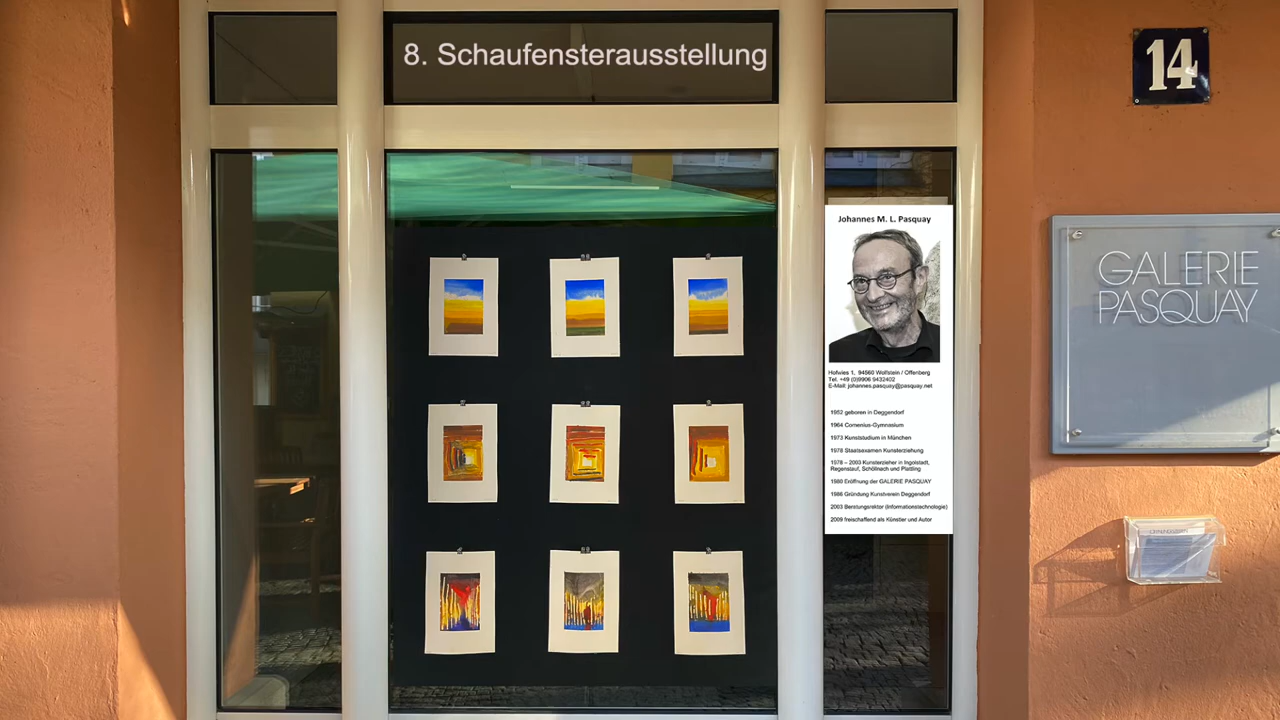 8. Schaufensterausstellung
14
Johannes M. L. Pasquay
Hofwies 1, 94560 Wolfstein / Offenberg
Tel. +49 (0)9906 9432402
E-Mail: johannes.pasquay@pasquay.net
1952 geboren in Deggendorf
1964 Comenius-Gymnasium
1973 Kunststudium in München
1978 Staatsexamen Kunsterziehung
1978 – 2003 Kunsterzieher in Ingolstadt,
Regenstauf, Schöllnach und Plattling
1980 Eröffnung der GALERIE PASQUAY
1986 Gründung Kunstverein Deggendorf
2003 Beratungsrektor (Informationstechnologie)
2009 freischaffend als Künstler und Autor
GALERIE
PASQUAY